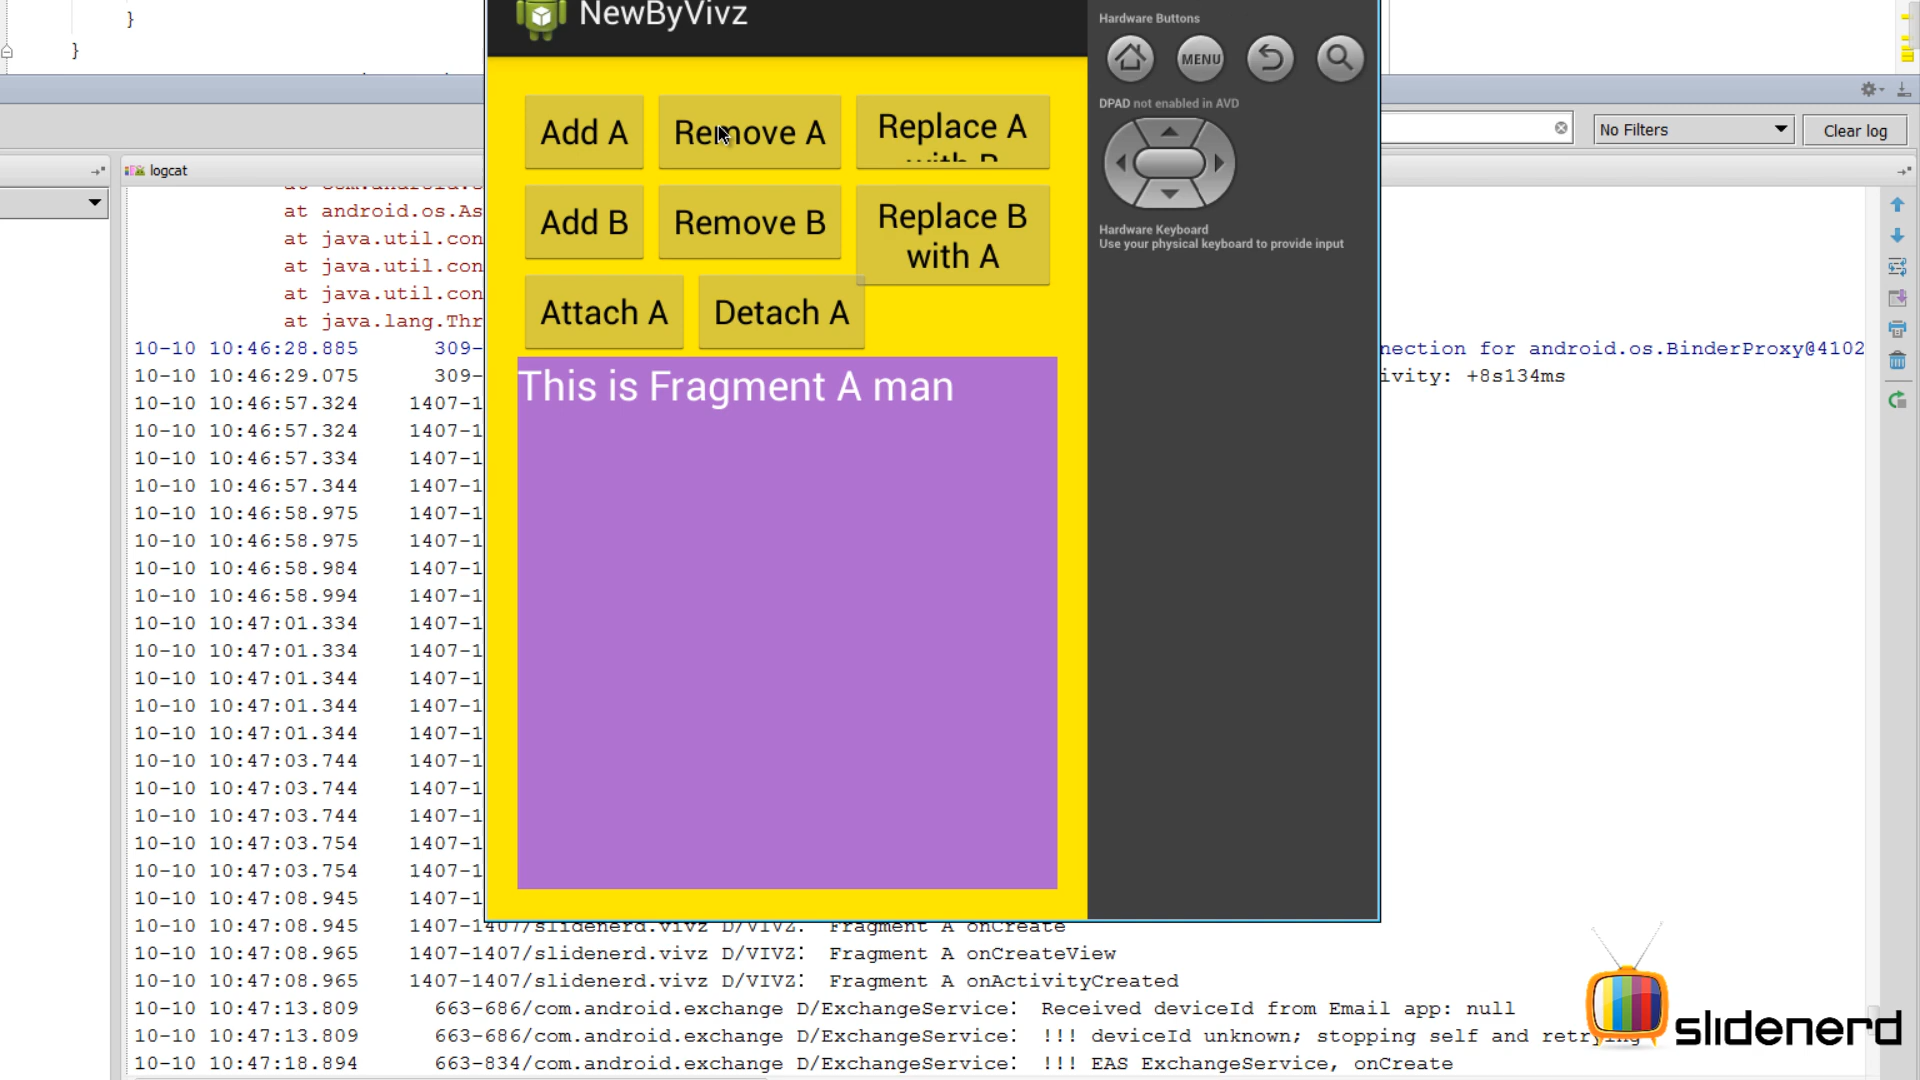 }
}
NewByVivz
Hardware Buttons
MENU
DPAD not enabled in AVD
Add A
Remove A
Replace A
with B
No Filters
Clear log
logcat
Add B
Remove B
Replace B
with A
Hardware Keyboard
Use your physical keyboard to provide input
Attach A
Detach A
This is Fragment A man
at android.os.As
at java.util.con
at java.util.con
at java.util.con
at java.lang.Thr
10-10 10:46:28.885 309- nection for android.os.BinderProxy@4102
10-10 10:46:29.075 309- ivity: +8s134ms
10-10 10:46:57.324 1407-1
10-10 10:46:57.324 1407-1
10-10 10:46:57.334 1407-1
10-10 10:46:57.344 1407-1
10-10 10:46:58.975 1407-1
10-10 10:46:58.975 1407-1
10-10 10:46:58.984 1407-1
10-10 10:46:58.994 1407-1
10-10 10:47:01.334 1407-1
10-10 10:47:01.334 1407-1
10-10 10:47:01.344 1407-1
10-10 10:47:01.344 1407-1
10-10 10:47:01.344 1407-1
10-10 10:47:03.744 1407-1
10-10 10:47:03.744 1407-1
10-10 10:47:03.744 1407-1
10-10 10:47:03.754 1407-1
10-10 10:47:03.754 1407-1
10-10 10:47:08.945 1407-1
10-10 10:47:08.945 1407-1407/slidenerd.vivz D/VIVZ: Fragment A onCreate
10-10 10:47:08.965 1407-1407/slidenerd.vivz D/VIVZ: Fragment A onCreateView
10-10 10:47:08.965 1407-1407/slidenerd.vivz D/VIVZ: Fragment A onActivityCreated
10-10 10:47:13.809 663-686/com.android.exchange D/ExchangeService: Received deviceId from Email app: null
10-10 10:47:13.809 663-686/com.android.exchange D/ExchangeService: !!! deviceId unknown; stopping self and retrying
10-10 10:47:18.894 663-834/com.android.exchange D/ExchangeService: !!! EAS ExchangeService, onCreate
slidenerd